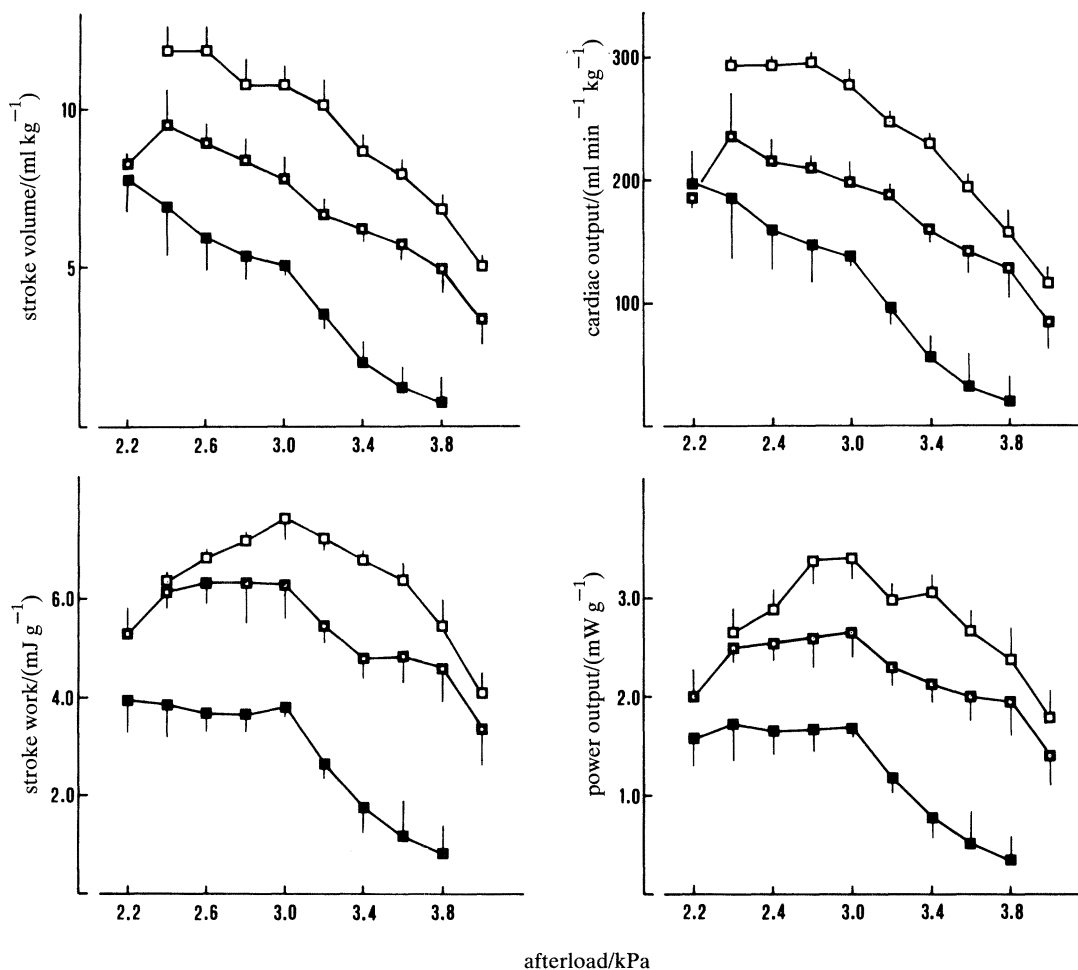 stroke volume/(ml kg⁻¹)
10
5
2.2 2.6 3.0 3.4 3.8
cardiac output/(ml min⁻¹ kg⁻¹)
300
200
100
2.2 2.4 3.0 3.4 3.8
stroke work/(mJ g⁻¹)
6.0
4.0
2.0
2.2 2.6 3.0 3.4 3.8
power output/(mW g⁻¹)
3.0
2.0
1.0
2.2 2.4 3.0 3.4 3.8
afterload/kPa